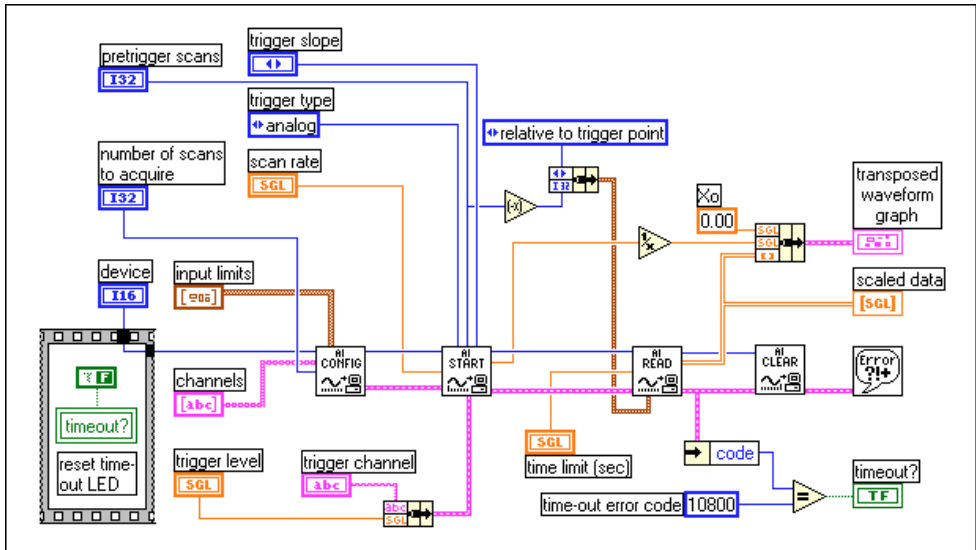 trigger slope
pretrigger scans
I32
trigger type
analog
relative to trigger point
number of scans
to acquire
I32
scan rate
SGL
I32
(-x)
Xo
0.00
transposed
waveform
graph
1/x
SGL
SGL
[ ]
device
I16
input limits
scaled data
[SGL]
AI
CONFIG
AI
START
AI
READ
AI
CLEAR
Error
?!+
TF
channels
[abc]
timeout?
reset time-
out LED
trigger level
SGL
trigger channel
abc
abc
SGL
SGL
time limit (sec)
code
time-out error code
10800
=
timeout?
TF